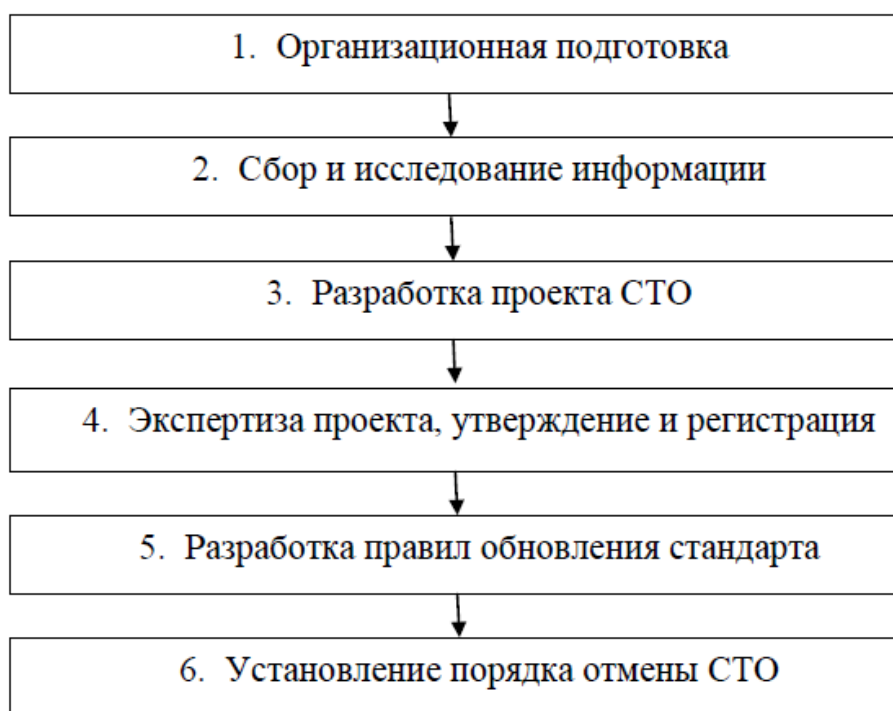 1. Организационная подготовка
2. Сбор и исследование информации
3. Разработка проекта СТО
4. Экспертиза проекта, утверждение и регистрация
5. Разработка правил обновления стандарта
6. Установление порядка отмены СТО